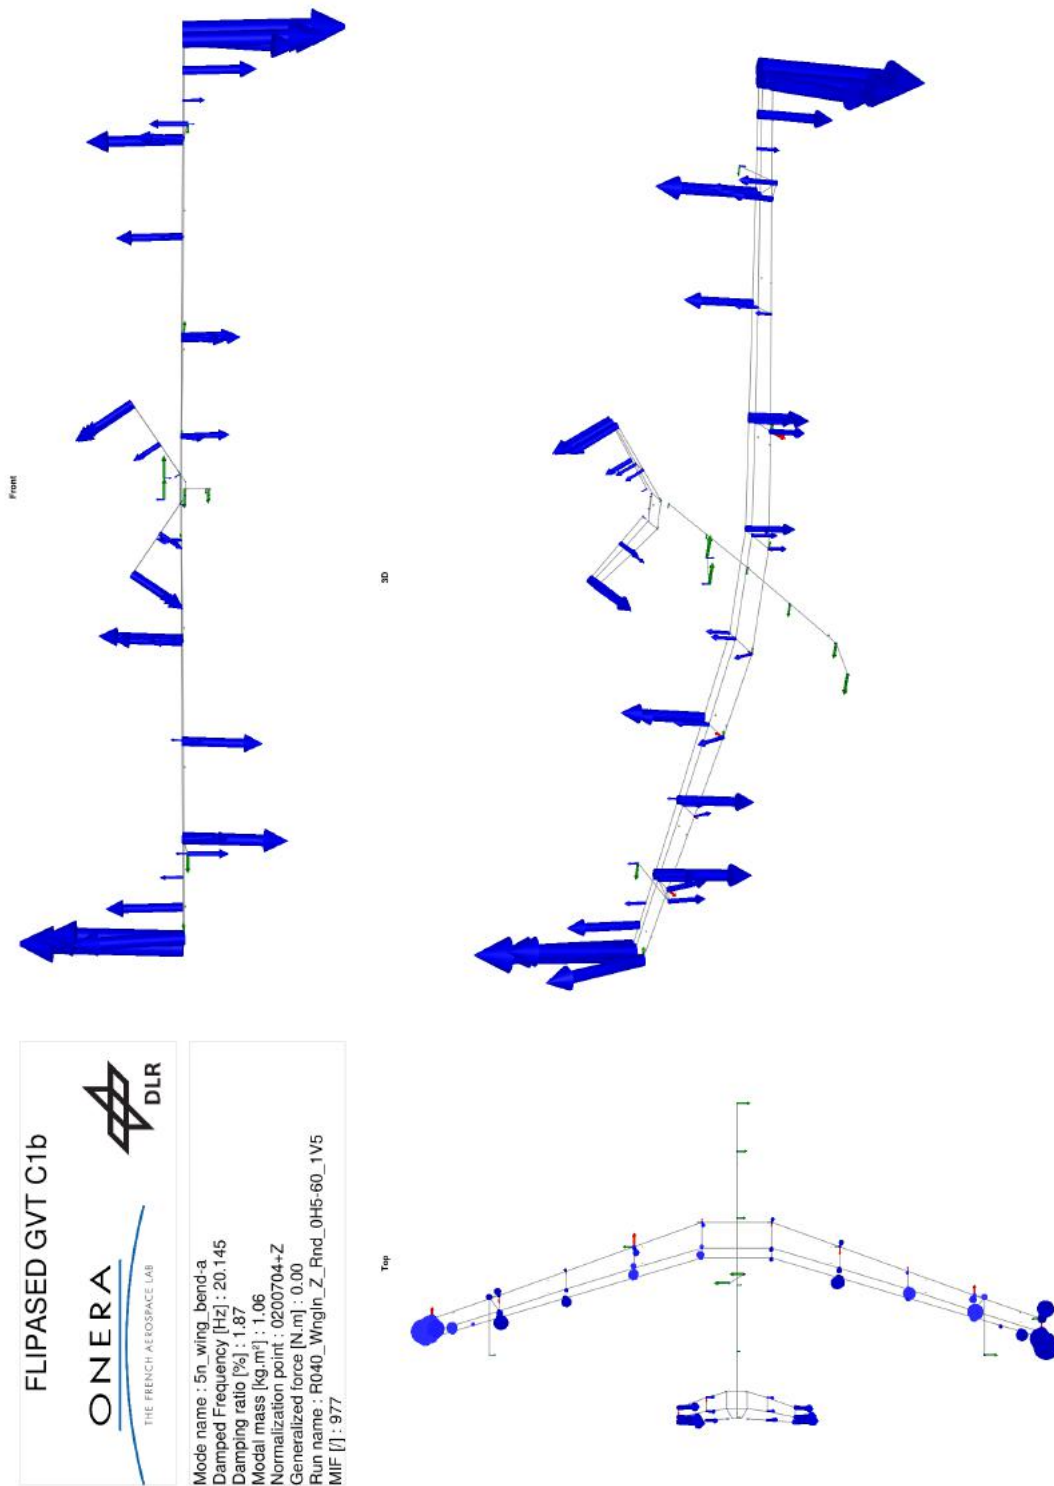 FLIPASED GVT C1b
ONERA
THE FRENCH AEROSPACE LAB
DLR
Mode name : 5n_wing_bend-a
Damped Frequency [Hz] : 20.145
Damping ratio [%] : 1.87
Modal mass [kg.m²] : 1.06
Normalization point : 0200704+Z
Generalized force [N.m] : 0.00
Run name : R040_WngIn_Z_Rnd_0H5-60_1V5
MIF [/] : 977
Front
3D
Top